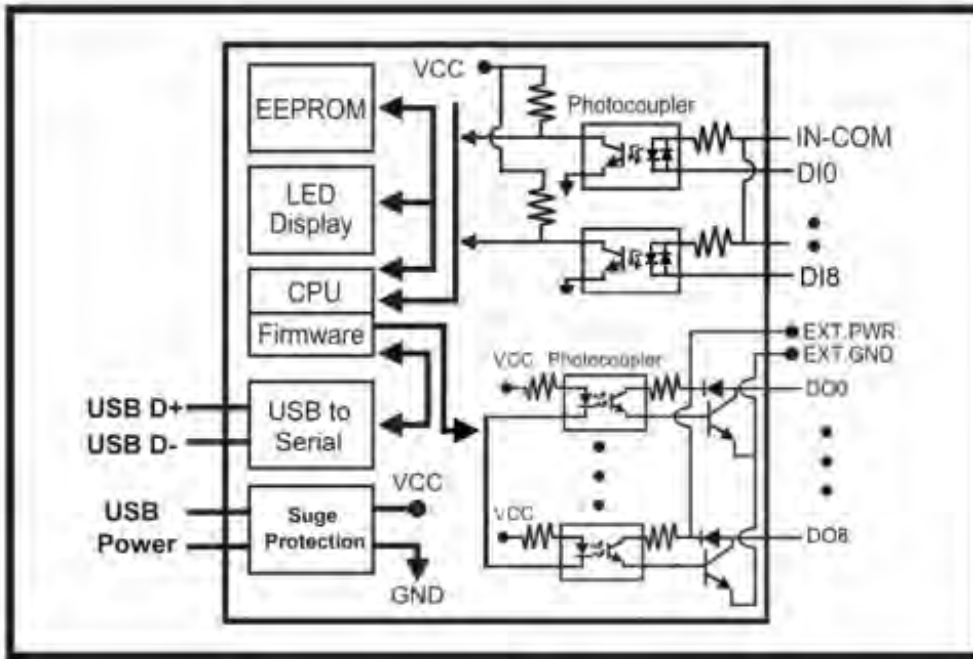 VCC
EEPROM
Photocoupler
IN-COM
DI0
LED
Display
DI8
CPU
Firmware
EXT.PWR
EXT.GND
VCC Photocoupler
DO0
USB D+
USB D-
USB to
Serial
VCC
USB
Power
Suge
Protection
VCC
DO8
GND